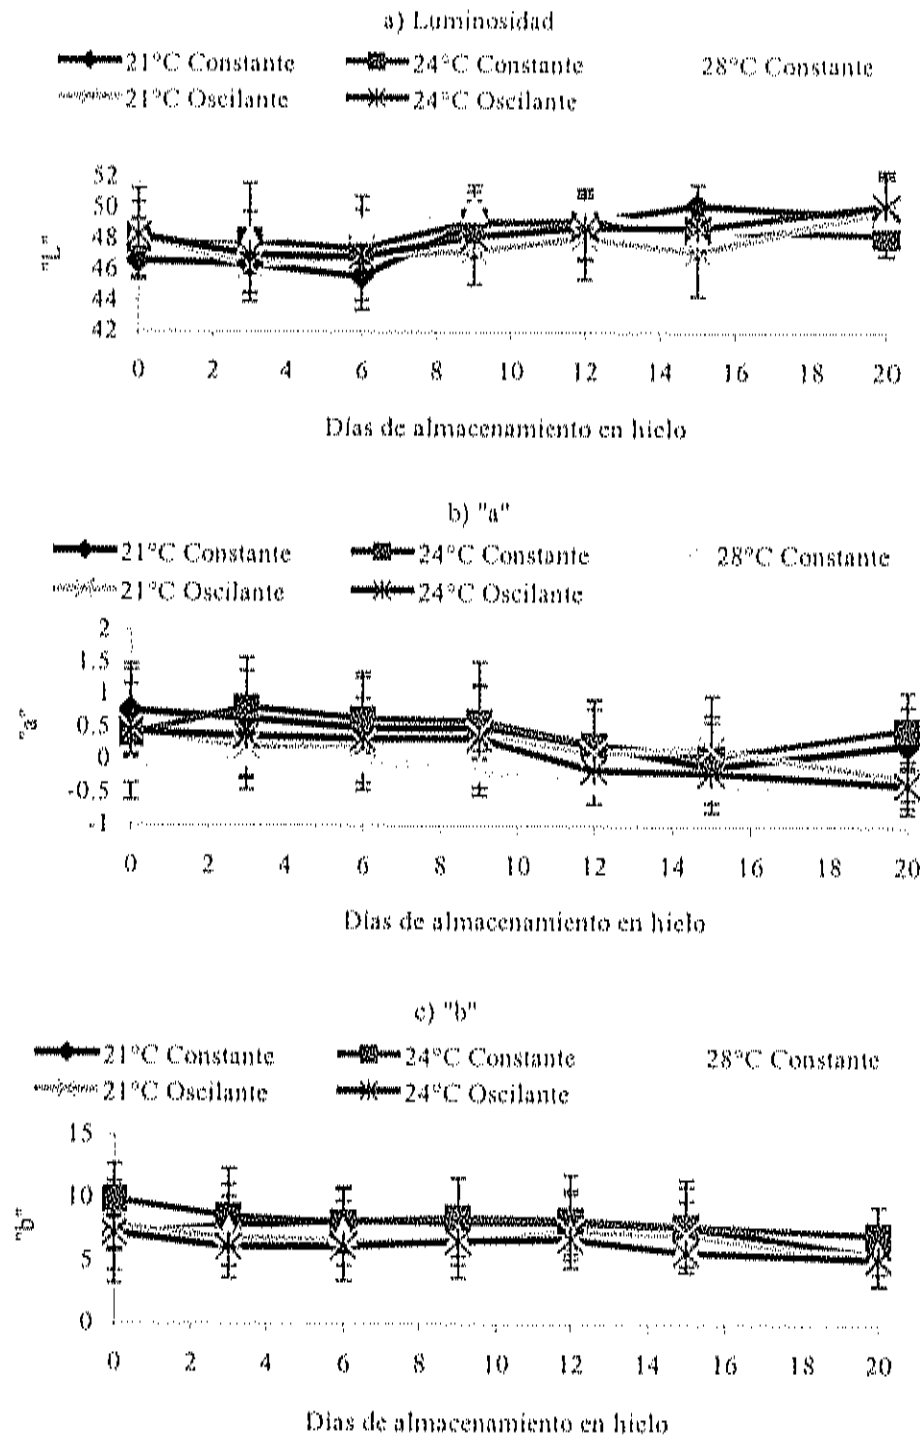 a) Luminosidad
21°C Constante 24°C Constante 28°C Constante
21°C Oscilante 24°C Oscilante
52
50
48
46
44
42
"L"
0 2 4 6 8 10 12 14 16 18 20
Días de almacenamiento en hielo
b) "a"
21°C Constante 24°C Constante 28°C Constante
21°C Oscilante 24°C Oscilante
2
1.5
1
0.5
0
-0.5
-1
"a"
0 2 4 6 8 10 12 14 16 18 20
Días de almacenamiento en hielo
c) "b"
21°C Constante 24°C Constante 28°C Constante
21°C Oscilante 24°C Oscilante
15
10
5
0
"b"
0 2 4 6 8 10 12 14 16 18 20
Días de almacenamiento en hielo